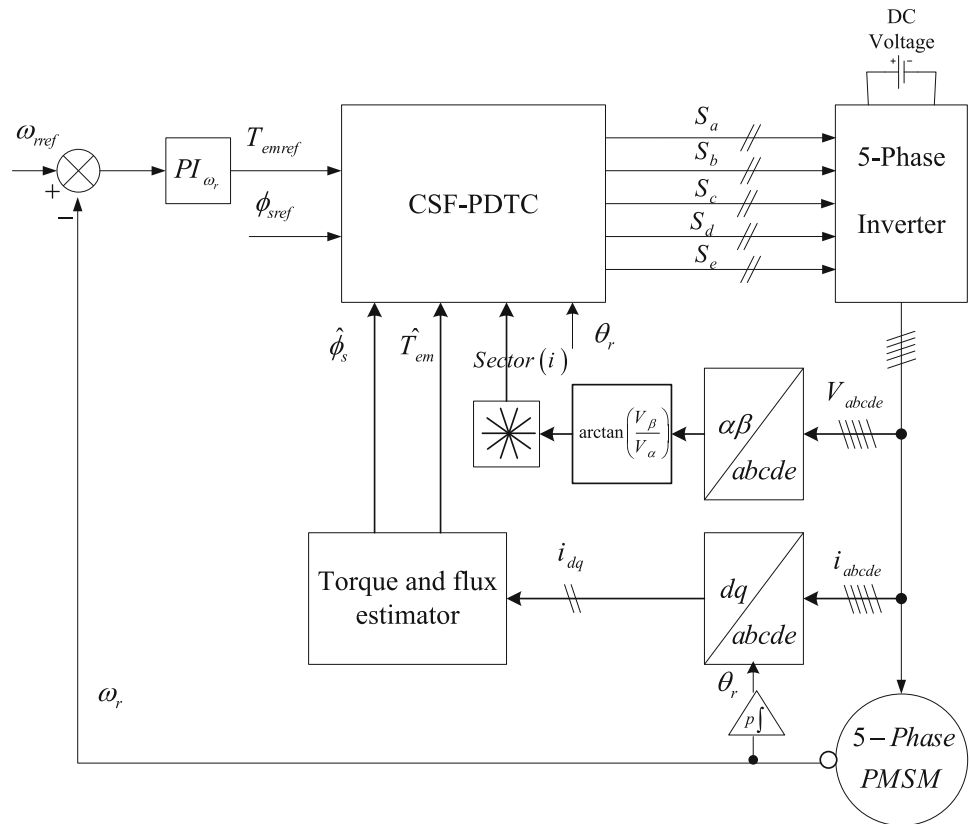 DC
Voltage
+ −
ω_rref
T_emref
+
−
PI_ω_r
ϕ_sref
CSF-PDTC
S_a
S_b
S_c
S_d
S_e
5-Phase
Inverter
ϕ̂_s
T̂_em
Sector(i)
θ_r
V_abcde
arctan(V_β/V_α)
αβ
abcde
Torque and flux
estimator
i_dq
i_abcde
dq
abcde
θ_r
ω_r
p∫
5−Phase
PMSM